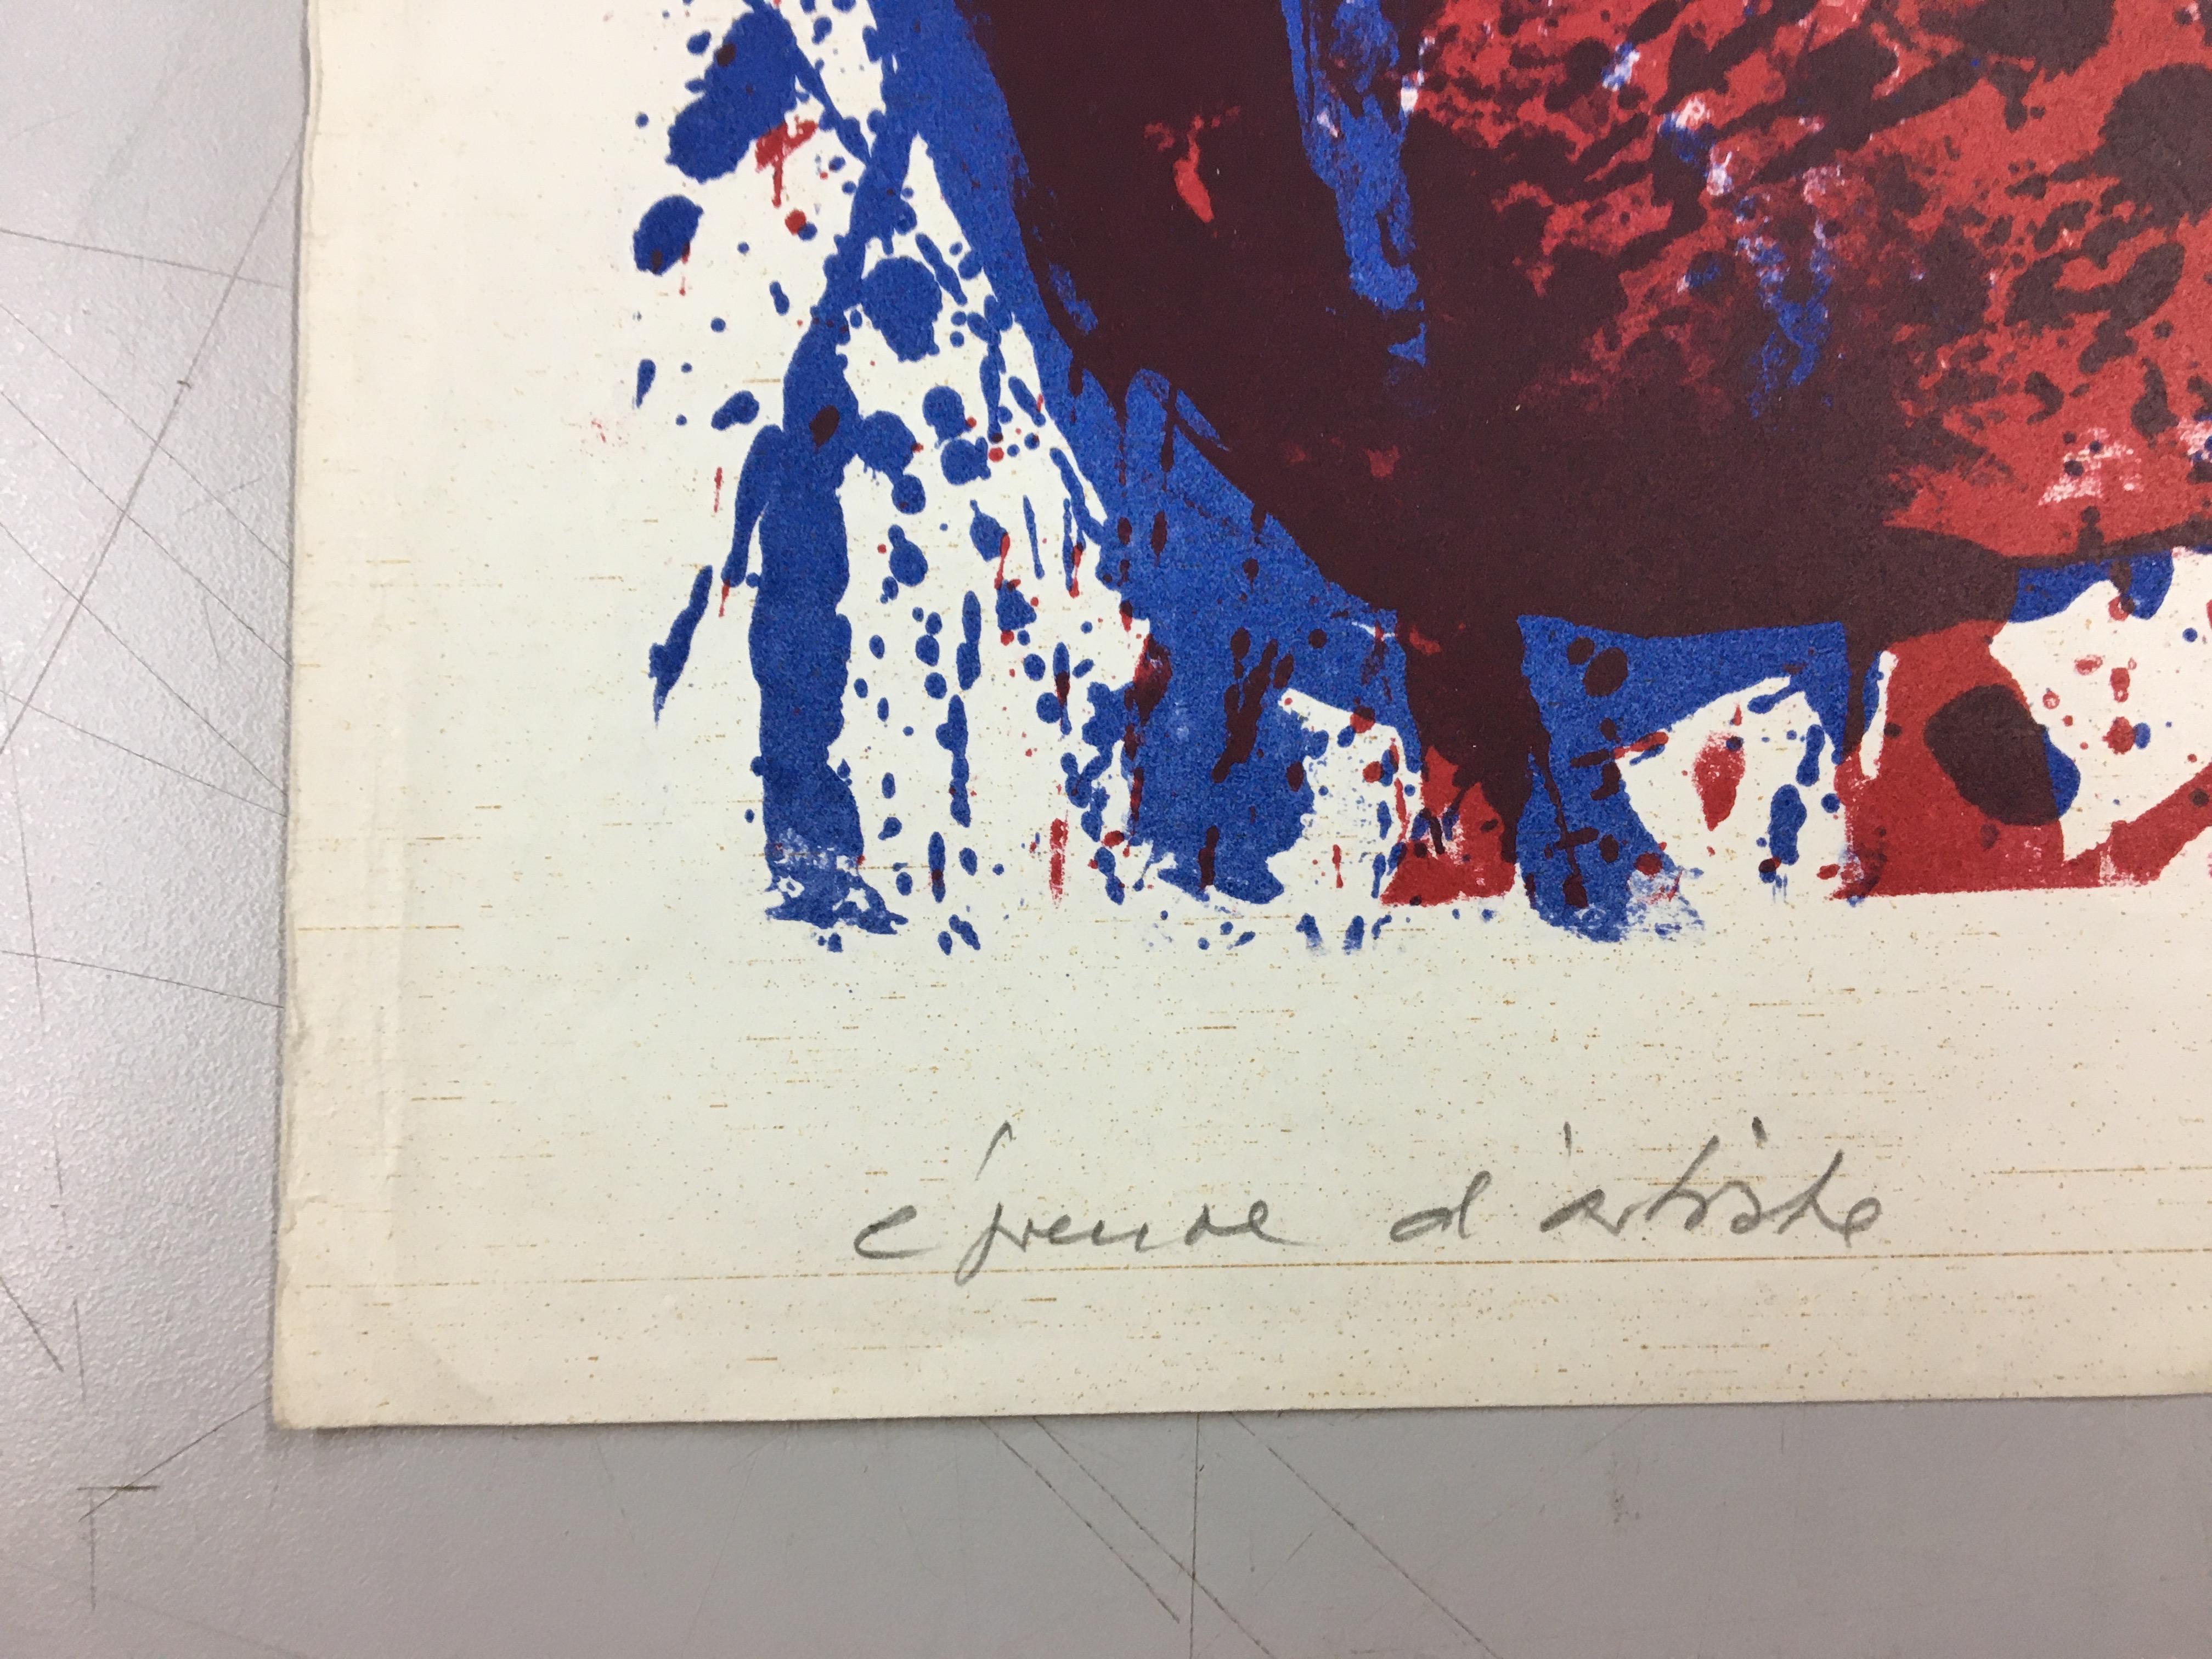 épreuve d'artiste